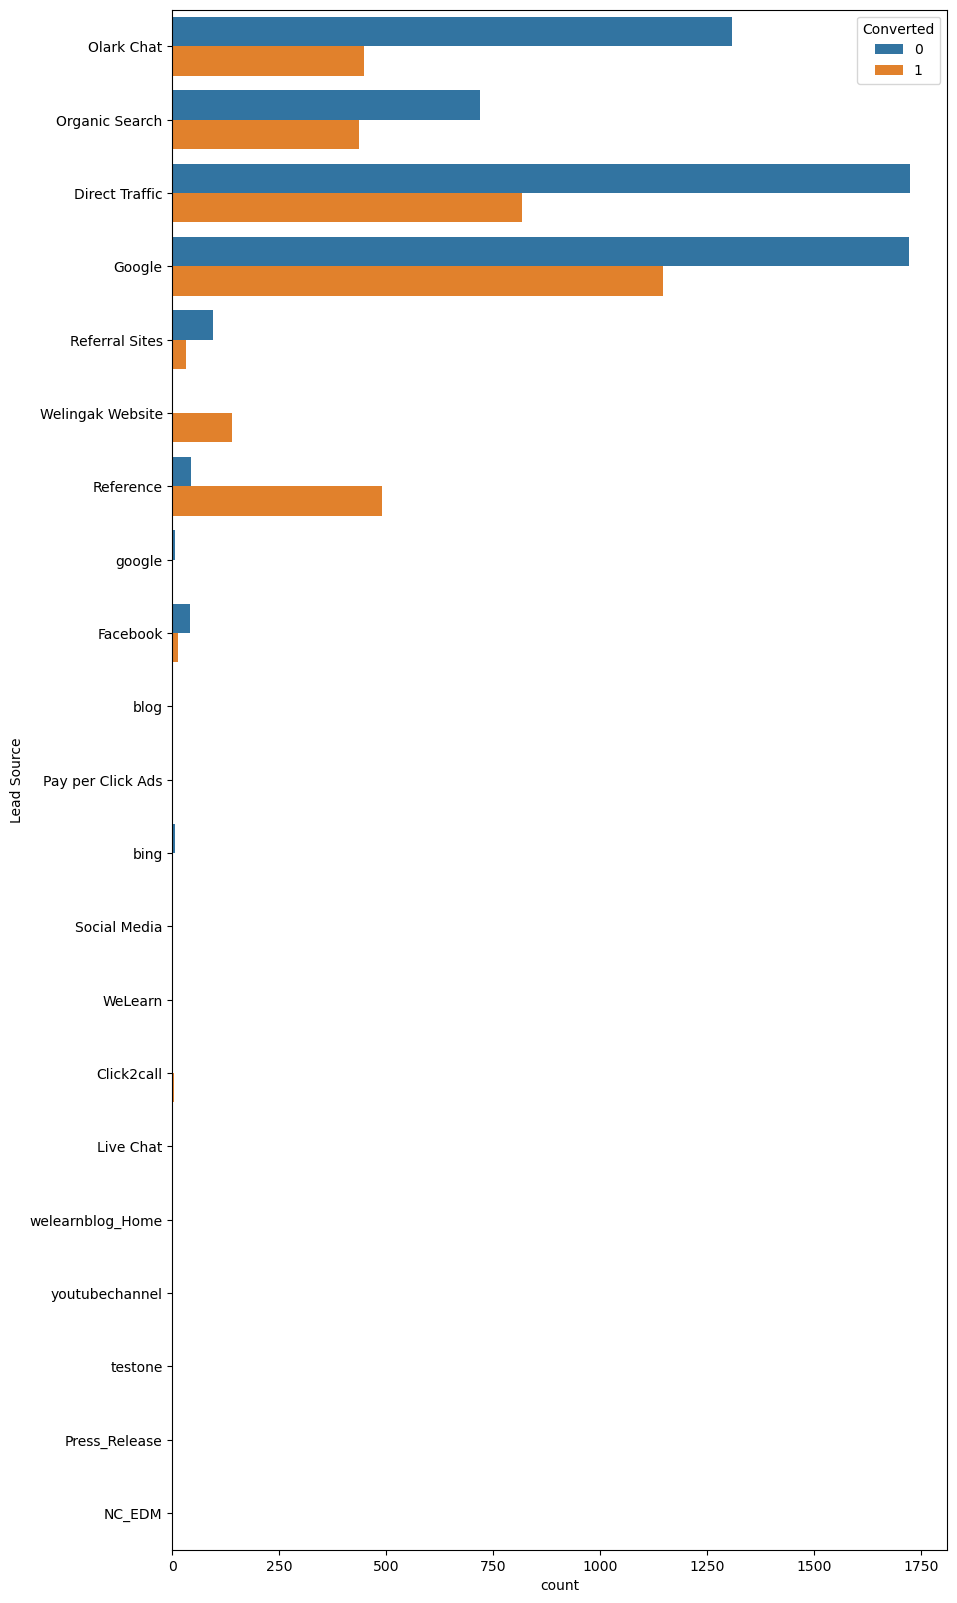 Converted
0
1
Olark Chat
Organic Search
Direct Traffic
Google
Referral Sites
Welingak Website
Reference
google
Facebook
blog
Pay per Click Ads
bing
Social Media
WeLearn
Click2call
Live Chat
welearnblog_Home
youtubechannel
testone
Press_Release
NC_EDM
Lead Source
0 250 500 750 1000 1250 1500 1750
count